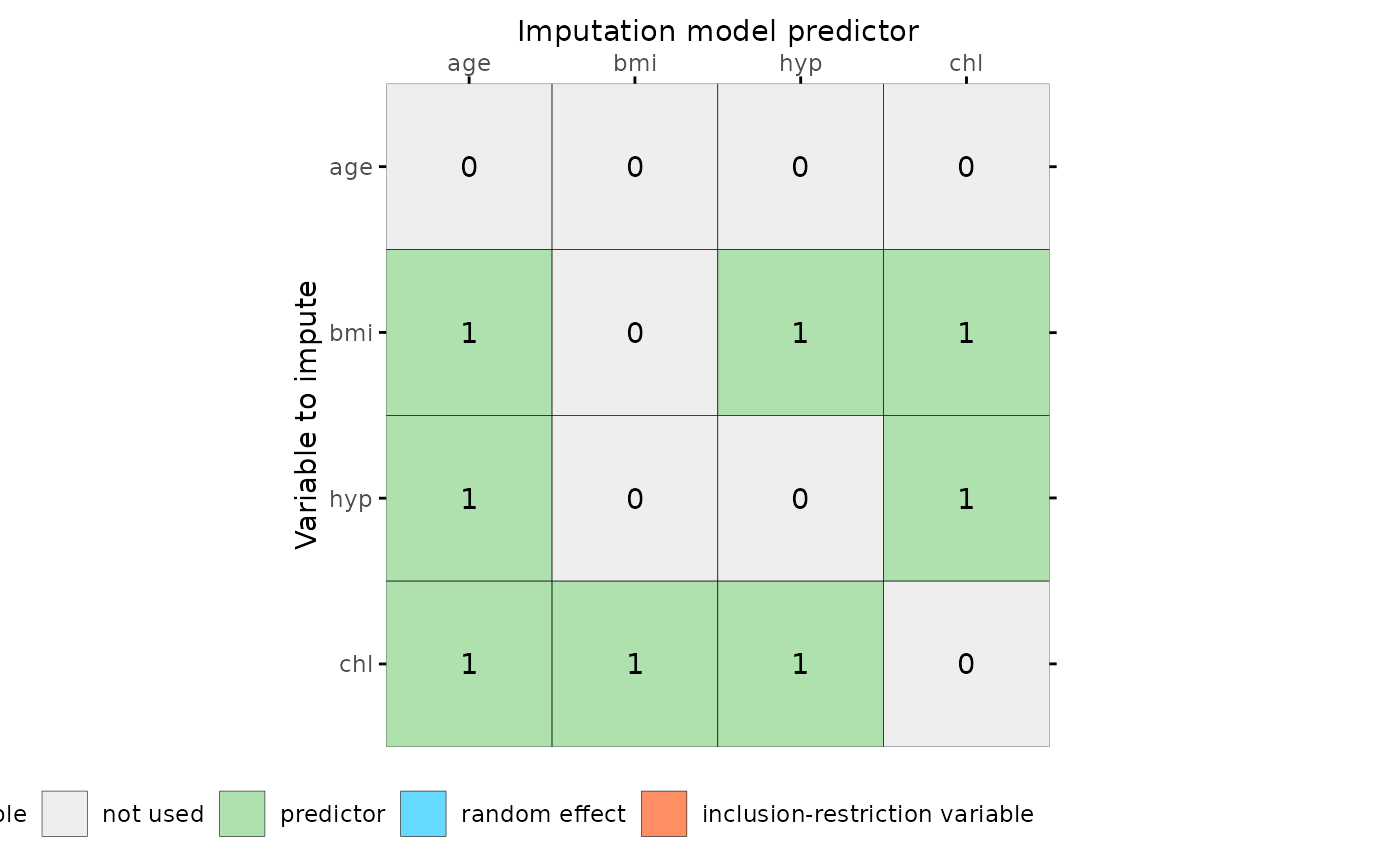 Imputation model predictor
age bmi hyp chl
age 0 0 0 0
bmi 1 0 1 1
hyp 1 0 0 1
chl 1 1 1 0
Variable to impute
not used predictor random effect inclusion-restriction variable